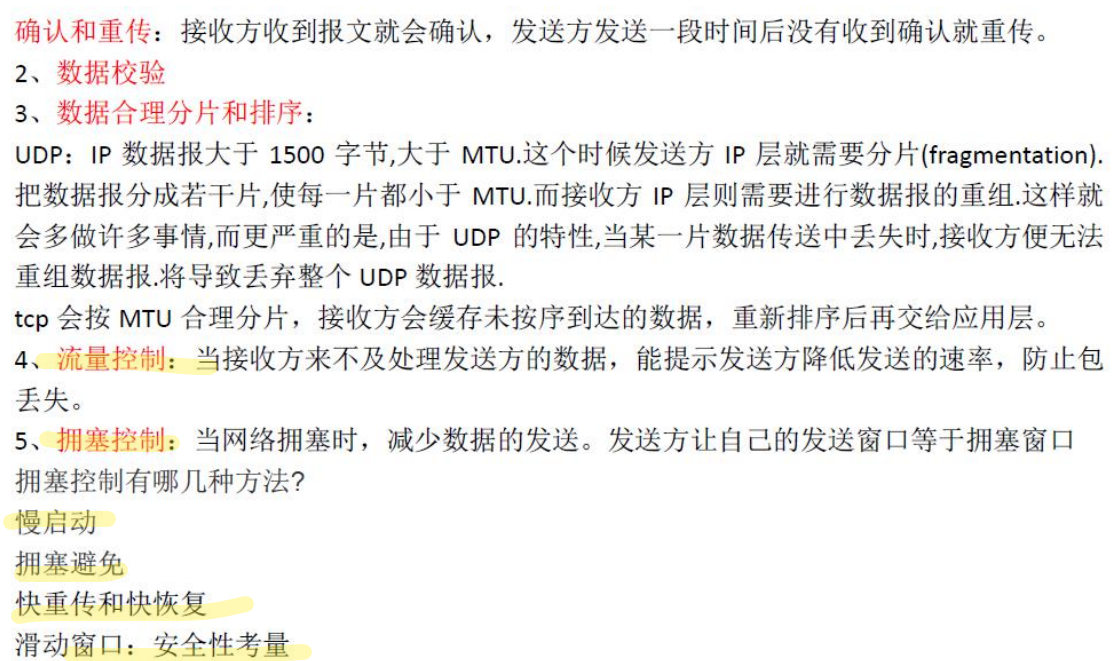 确认和重传：接收方收到报文就会确认，发送方发送一段时间后没有收到确认就重传。
2、数据校验
3、数据合理分片和排序：
UDP：IP 数据报大于 1500 字节,大于 MTU.这个时候发送方 IP 层就需要分片(fragmentation).
把数据报分成若干片,使每一片都小于 MTU.而接收方 IP 层则需要进行数据报的重组.这样就
会多做许多事情,而更严重的是,由于 UDP 的特性,当某一片数据传送中丢失时,接收方便无法
重组数据报.将导致丢弃整个 UDP 数据报.
tcp 会按 MTU 合理分片，接收方会缓存未按序到达的数据，重新排序后再交给应用层。
4、流量控制：当接收方来不及处理发送方的数据，能提示发送方降低发送的速率，防止包
丢失。
5、拥塞控制：当网络拥塞时，减少数据的发送。发送方让自己的发送窗口等于拥塞窗口
拥塞控制有哪几种方法?
慢启动
拥塞避免
快重传和快恢复
滑动窗口：安全性考量